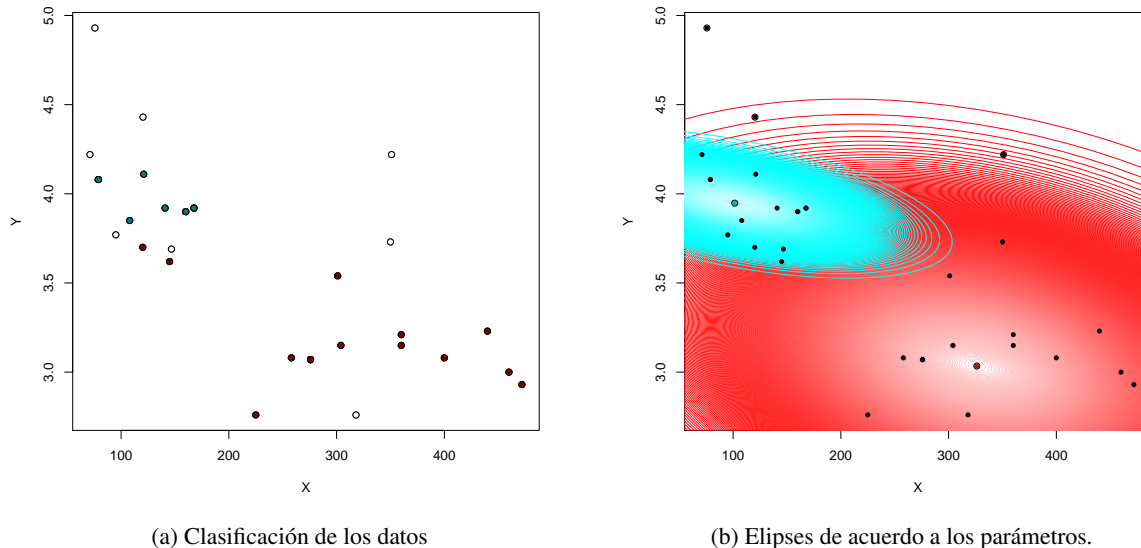 5.0
4.5
4.0
3.5
3.0
Y
100 200 300 400
X
(a) Clasificación de los datos
5.0
4.5
4.0
3.5
3.0
Y
100 200 300 400
X
(b) Elipses de acuerdo a los parámetros.